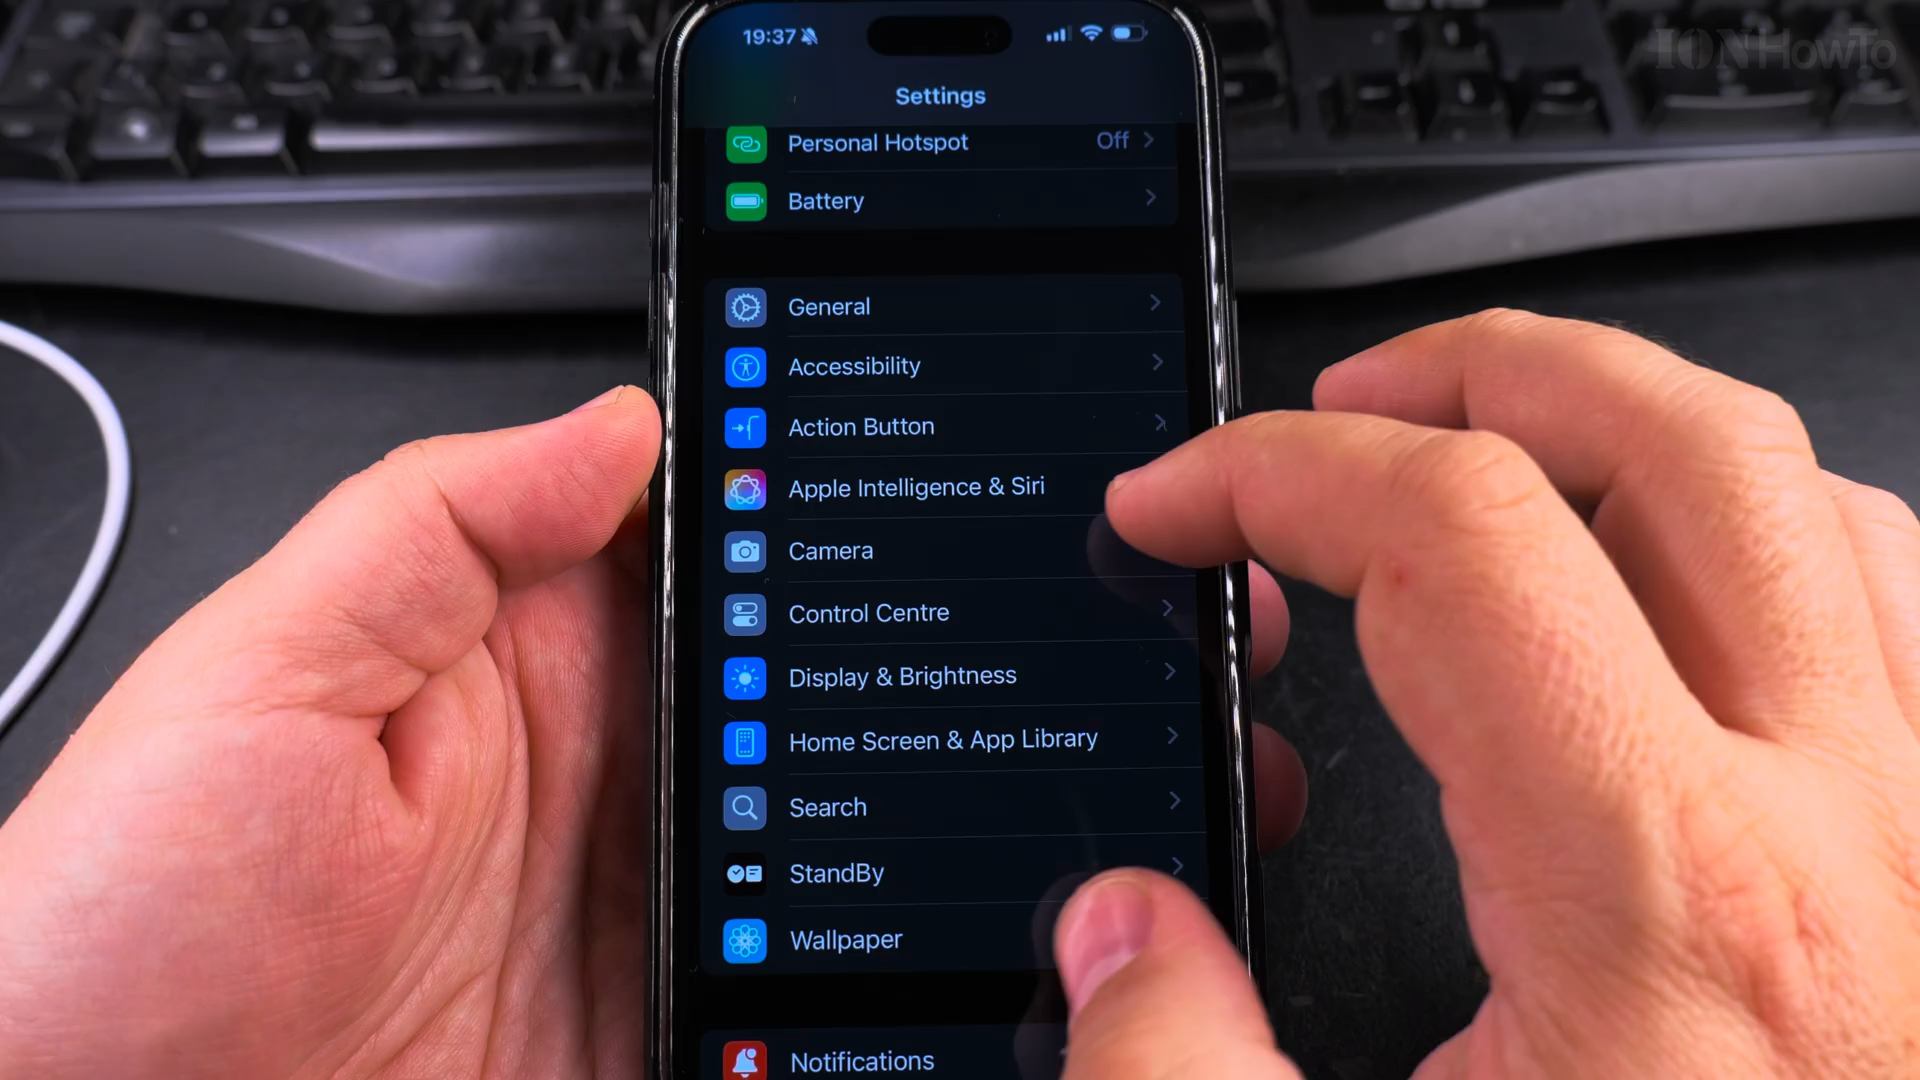 IONHowTo
19:37
Settings
Personal Hotspot Off
Battery
General
Accessibility
Action Button
Apple Intelligence & Siri
Camera
Control Centre
Display & Brightness
Home Screen & App Library
Search
StandBy
Wallpaper
Notifications